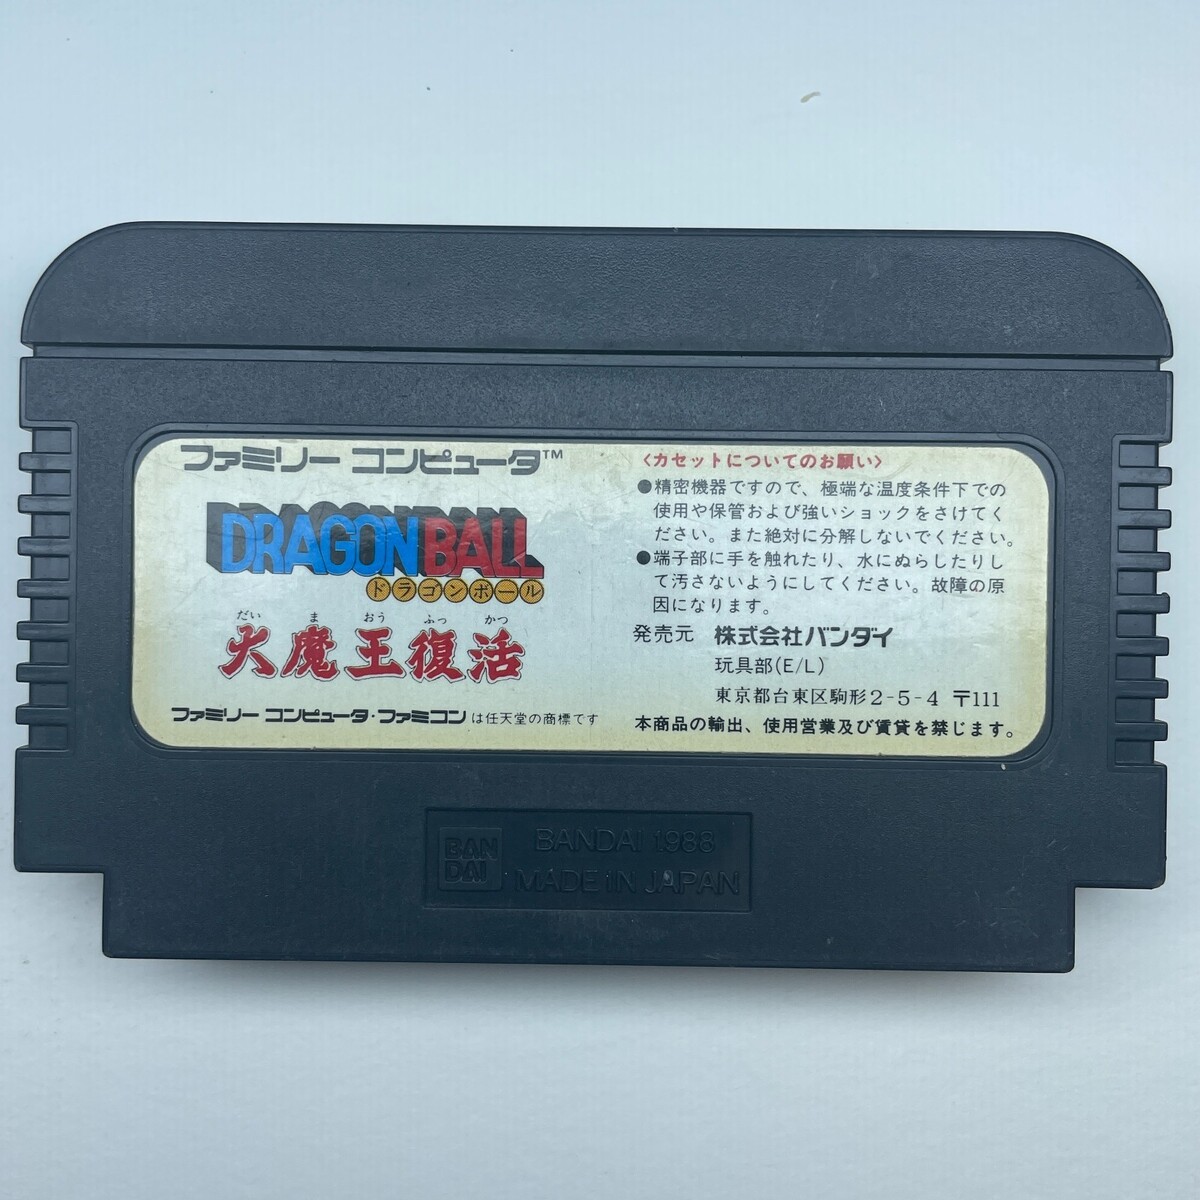 ファミリー コンピュータ™
DRAGON BALL
ドラゴンボール
だい ま おう ふっ かつ
大魔王復活
ファミリー コンピュータ・ファミコン は任天堂の商標です
〈カセットについてのお願い〉
●精密機器ですので、極端な温度条件下での
使用や保管および強いショックをさけてく
ださい。また絶対に分解しないでください。
●端子部に手を触れたり、水にぬらしたりし
て汚さないようにしてください。故障の原
因になります。
発売元 株式会社バンダイ
玩具部(E/L)
東京都台東区駒形2-5-4 〒111
本商品の輸出、使用営業及び賃貸を禁じます。
BAN
DAI
BANDAI 1988
MADE IN JAPAN